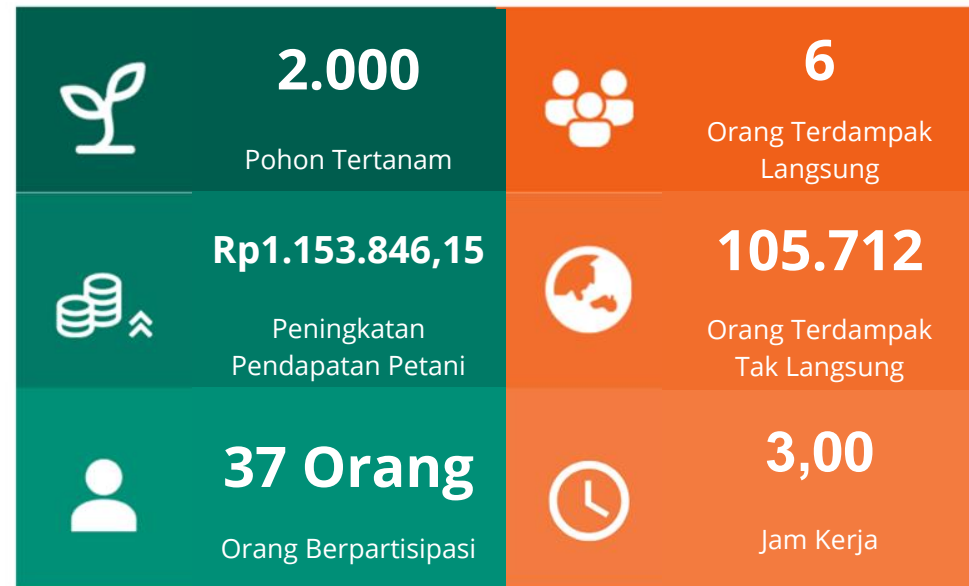 2.000
Pohon Tertanam
6
Orang Terdampak
Langsung
Rp1.153.846,15
Peningkatan
Pendapatan Petani
105.712
Orang Terdampak
Tak Langsung
37 Orang
Orang Berpartisipasi
3,00
Jam Kerja